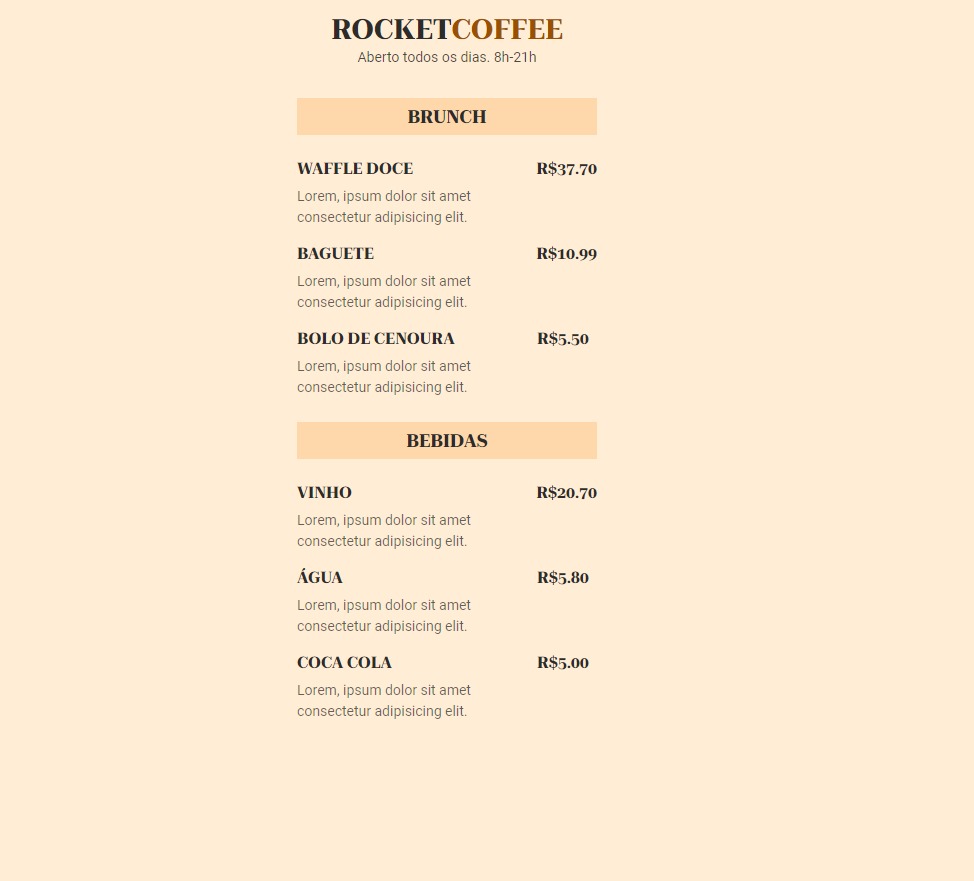 ROCKETCOFFEE
Aberto todos os dias. 8h-21h
BRUNCH
WAFFLE DOCE R$37.70
Lorem, ipsum dolor sit amet
consectetur adipisicing elit.
BAGUETE R$10.99
Lorem, ipsum dolor sit amet
consectetur adipisicing elit.
BOLO DE CENOURA R$5.50
Lorem, ipsum dolor sit amet
consectetur adipisicing elit.
BEBIDAS
VINHO R$20.70
Lorem, ipsum dolor sit amet
consectetur adipisicing elit.
ÁGUA R$5.80
Lorem, ipsum dolor sit amet
consectetur adipisicing elit.
COCA COLA R$5.00
Lorem, ipsum dolor sit amet
consectetur adipisicing elit.